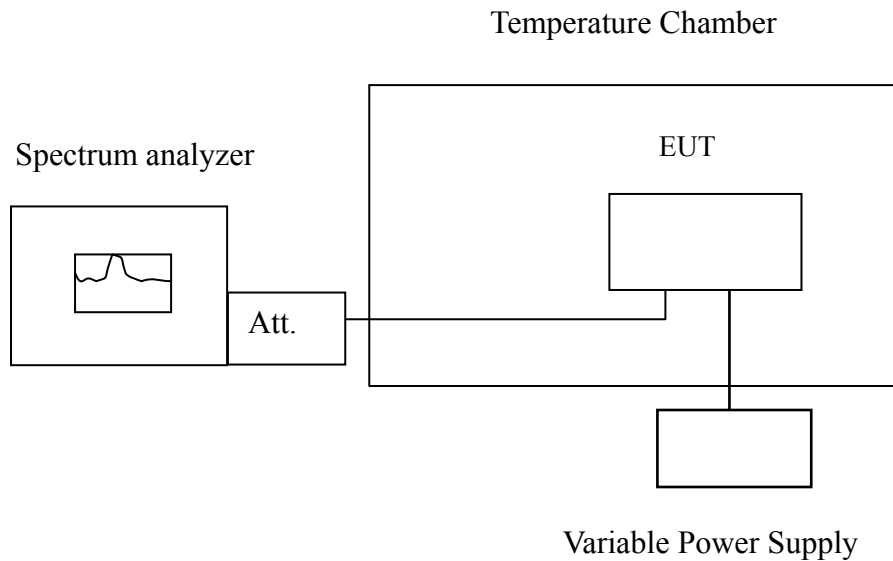 Temperature Chamber
Spectrum analyzer
EUT
Att.
Variable Power Supply